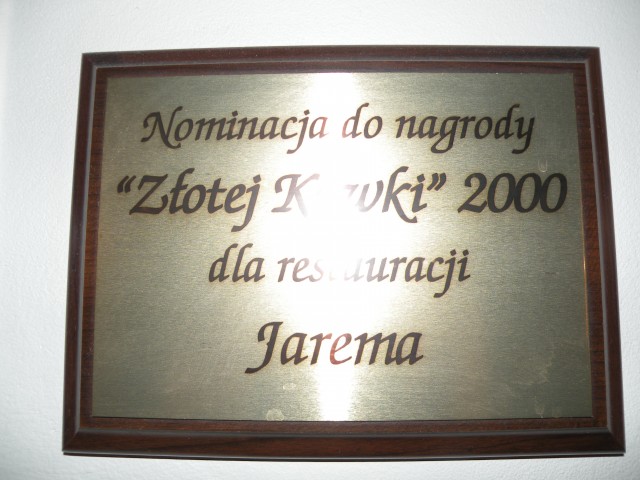 Nominacja do nagrody
“Złotej" 2000
dla restauracji
Jarema